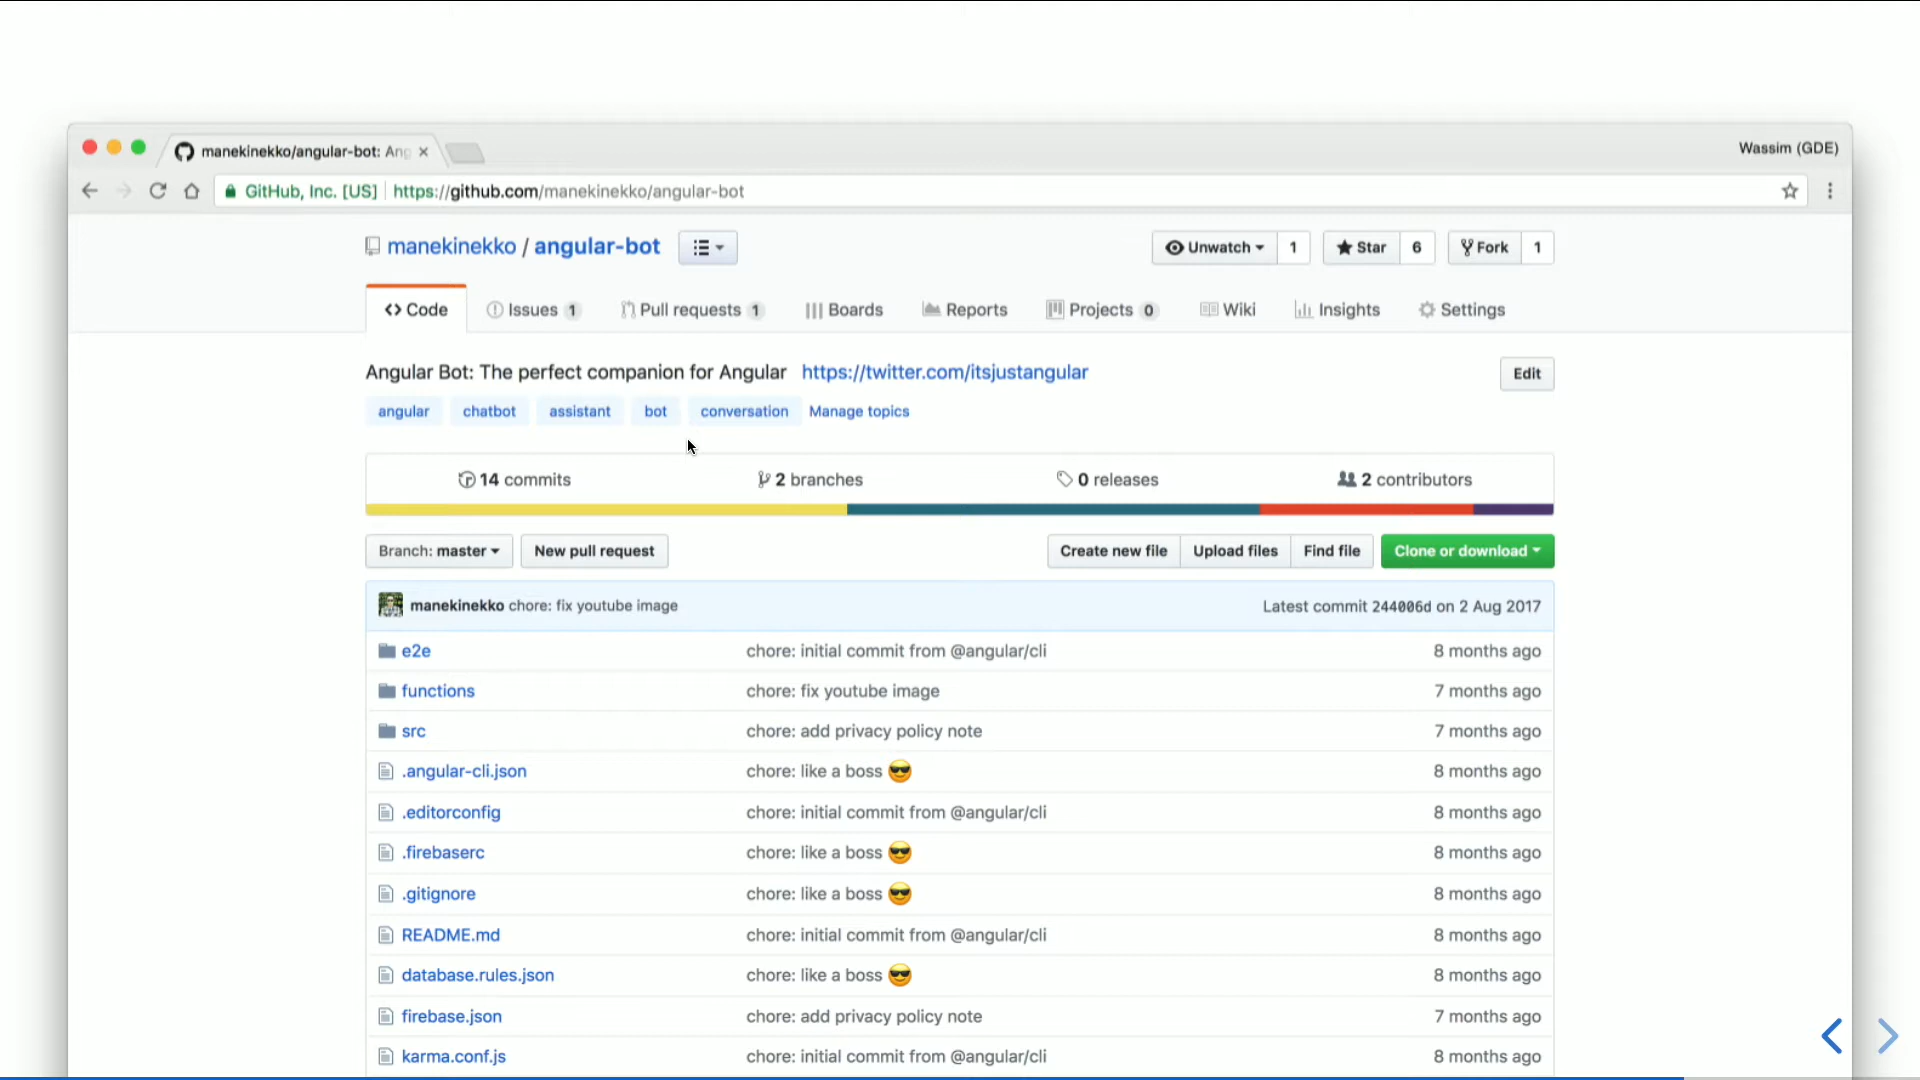 manekinekko/angular-bot: Ang
Wassim (GDE)
GitHub, Inc. [US] https://github.com/manekinekko/angular-bot
manekinekko / angular-bot
Unwatch 1 Star 6 Fork 1
Code Issues 1 Pull requests 1 Boards Reports Projects 0 Wiki Insights Settings
Angular Bot: The perfect companion for Angular https://twitter.com/itsjustangular Edit
angular chatbot assistant bot conversation Manage topics
14 commits 2 branches 0 releases 2 contributors
Branch: master New pull request Create new file Upload files Find file Clone or download
manekinekko chore: fix youtube image Latest commit 244006d on 2 Aug 2017
e2e chore: initial commit from @angular/cli 8 months ago
functions chore: fix youtube image 7 months ago
src chore: add privacy policy note 7 months ago
.angular-cli.json chore: like a boss 😎 8 months ago
.editorconfig chore: initial commit from @angular/cli 8 months ago
.firebaserc chore: like a boss 😎 8 months ago
.gitignore chore: like a boss 😎 8 months ago
README.md chore: initial commit from @angular/cli 8 months ago
database.rules.json chore: like a boss 😎 8 months ago
firebase.json chore: add privacy policy note 7 months ago
karma.conf.js chore: initial commit from @angular/cli 8 months ago